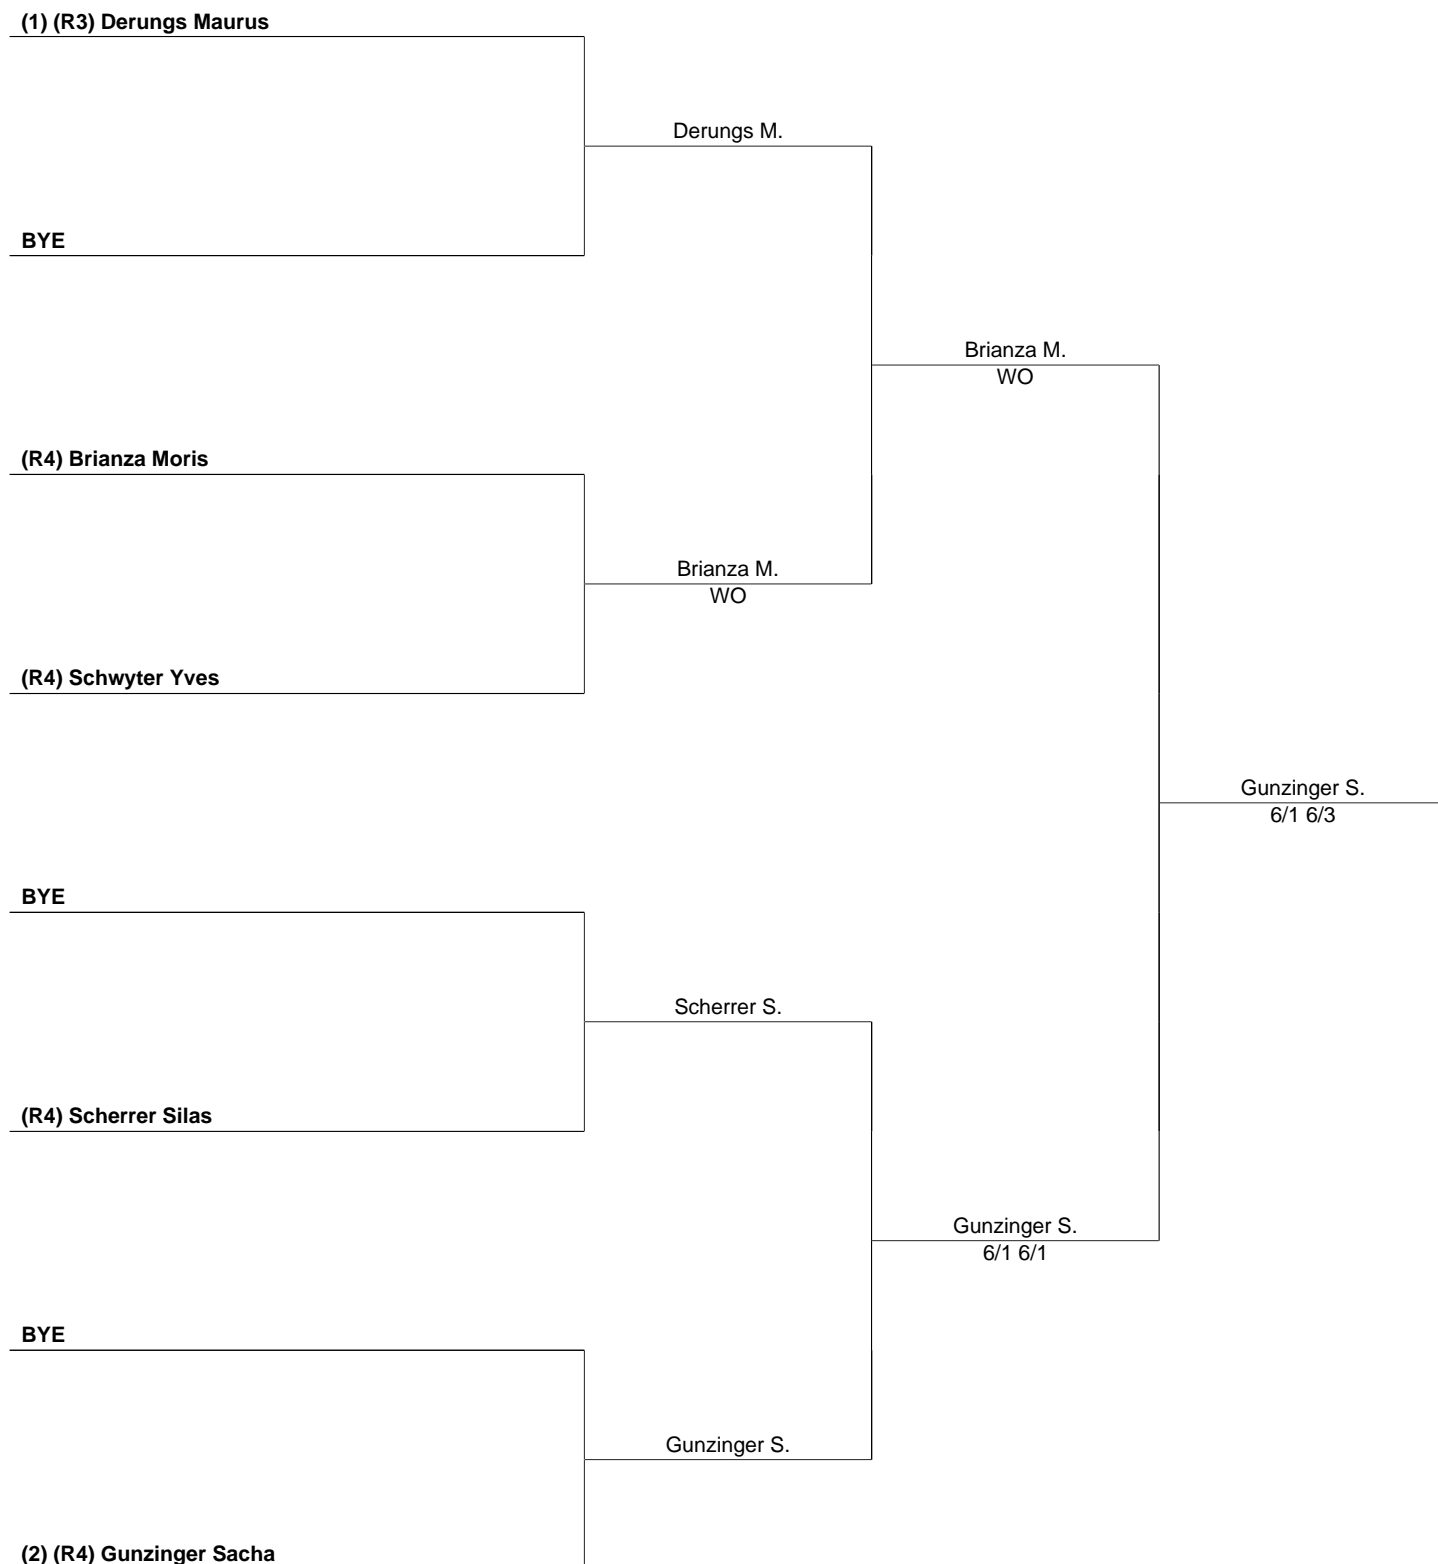 (1) (R3) Derungs Maurus
Derungs M.
BYE
Brianza M.
WO
(R4) Brianza Moris
Brianza M.
WO
(R4) Schwyter Yves
Gunzinger S.
6/1 6/3
BYE
Scherrer S.
(R4) Scherrer Silas
Gunzinger S.
6/1 6/1
BYE
Gunzinger S.
(2) (R4) Gunzinger Sacha